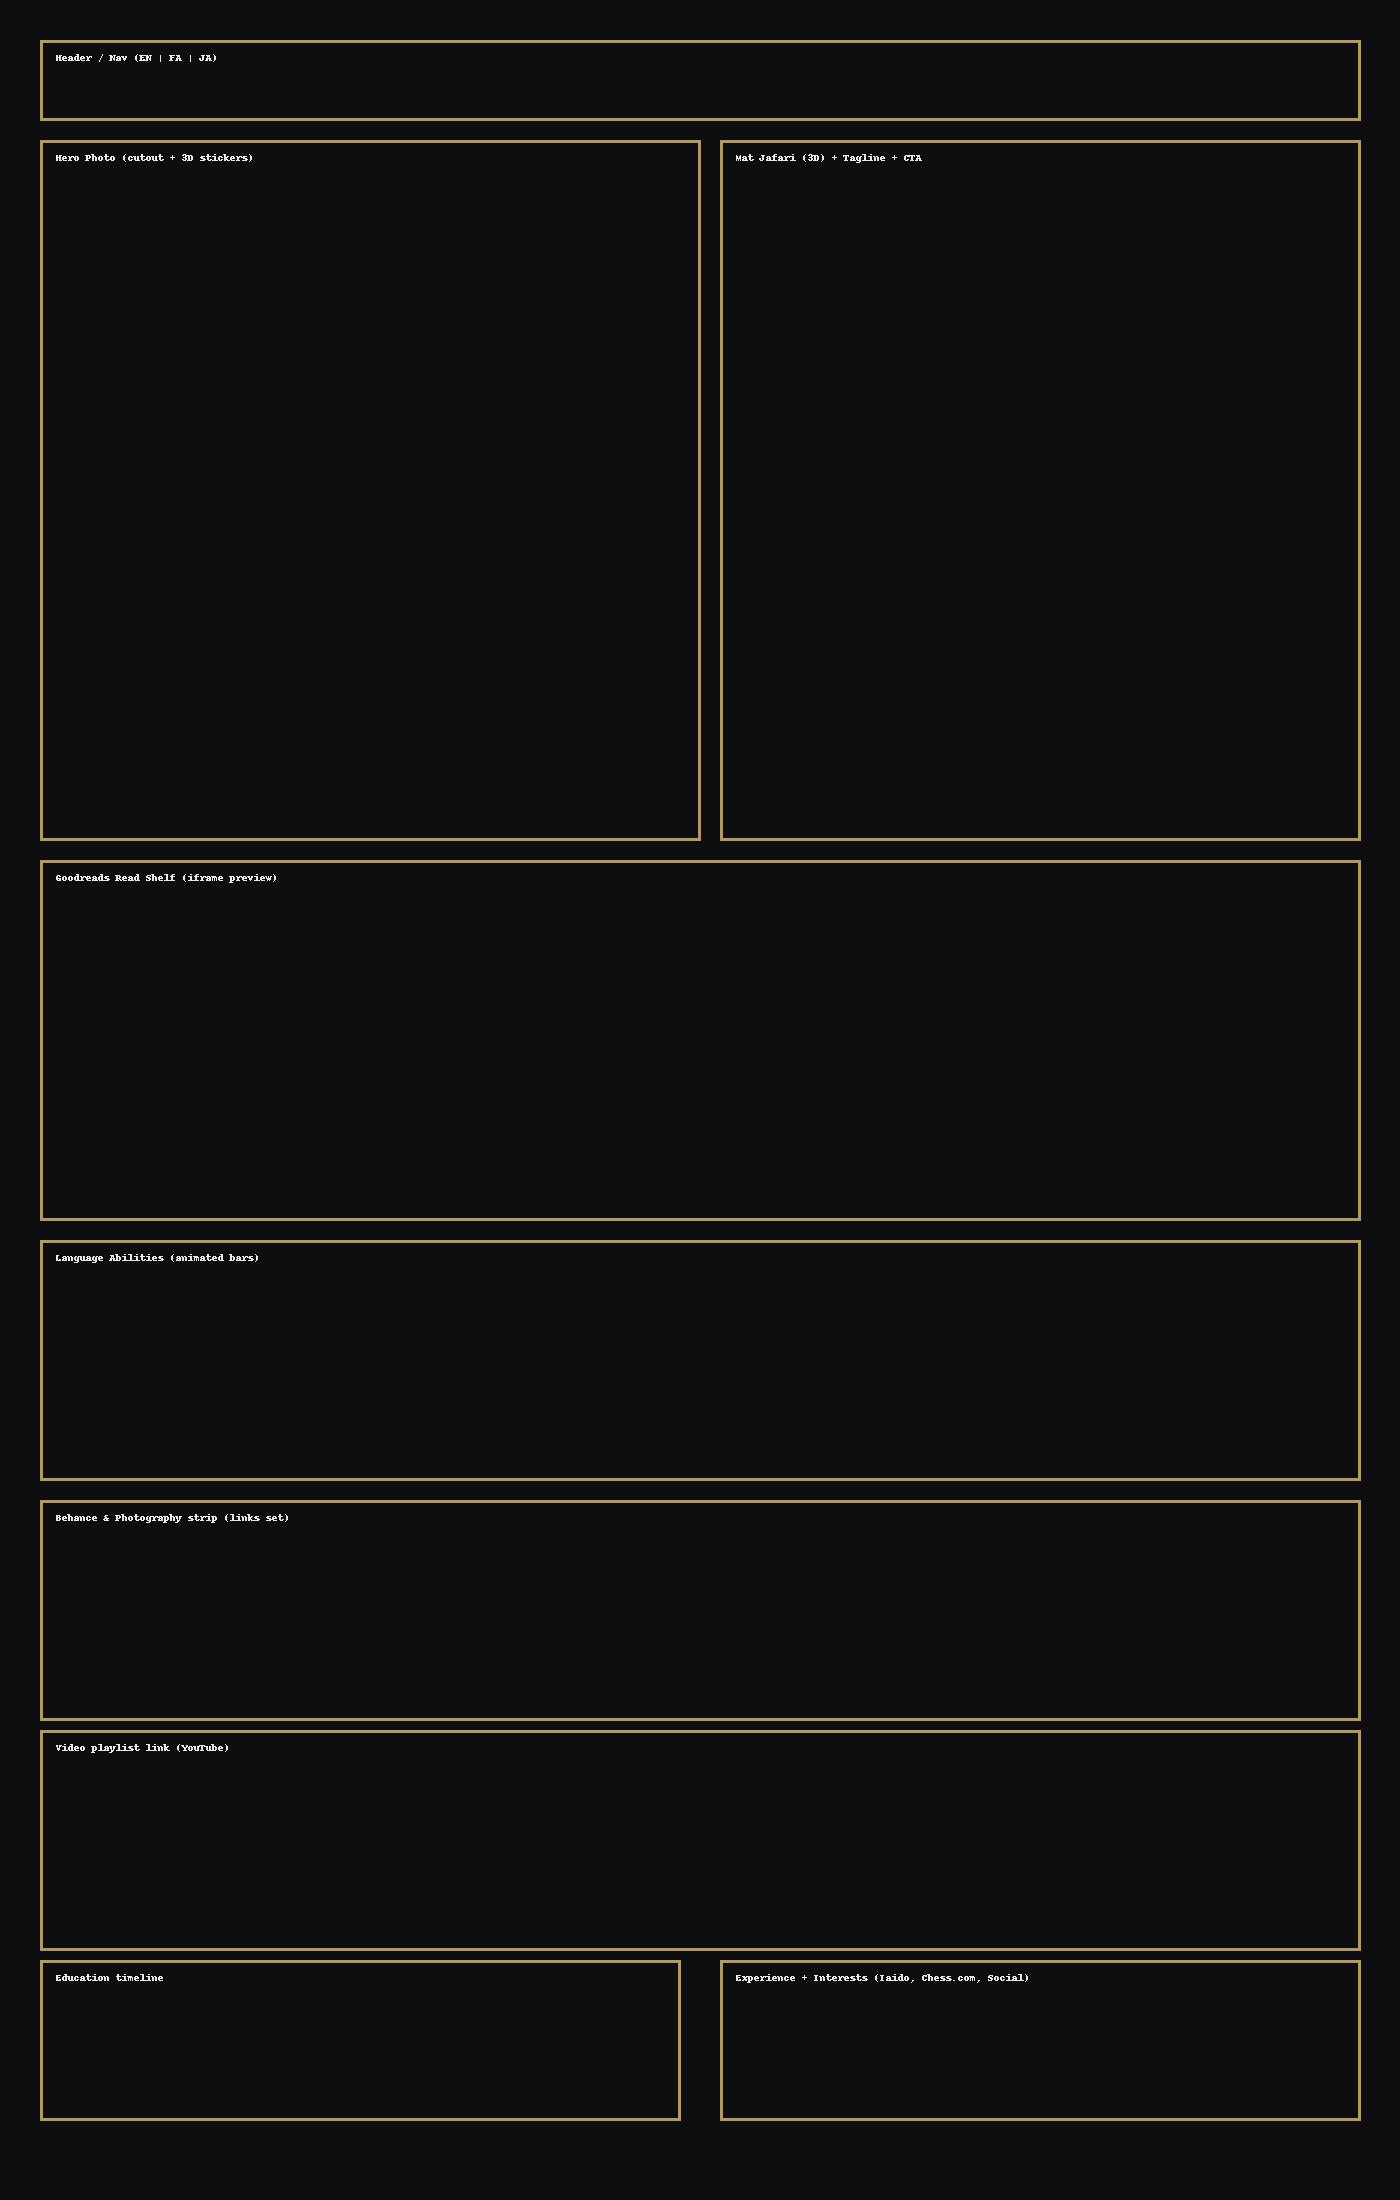 Header / Nav (EN | FA | JA)
Hero Photo (cutout + 3D stickers)
Mat Jafari (3D) + Tagline + CTA
Goodreads Read Shelf (iframe preview)
Language Abilities (animated bars)
Behance & Photography strip (links set)
Video playlist link (YouTube)
Education timeline
Experience + Interests (Iaido, Chess.com, Social)